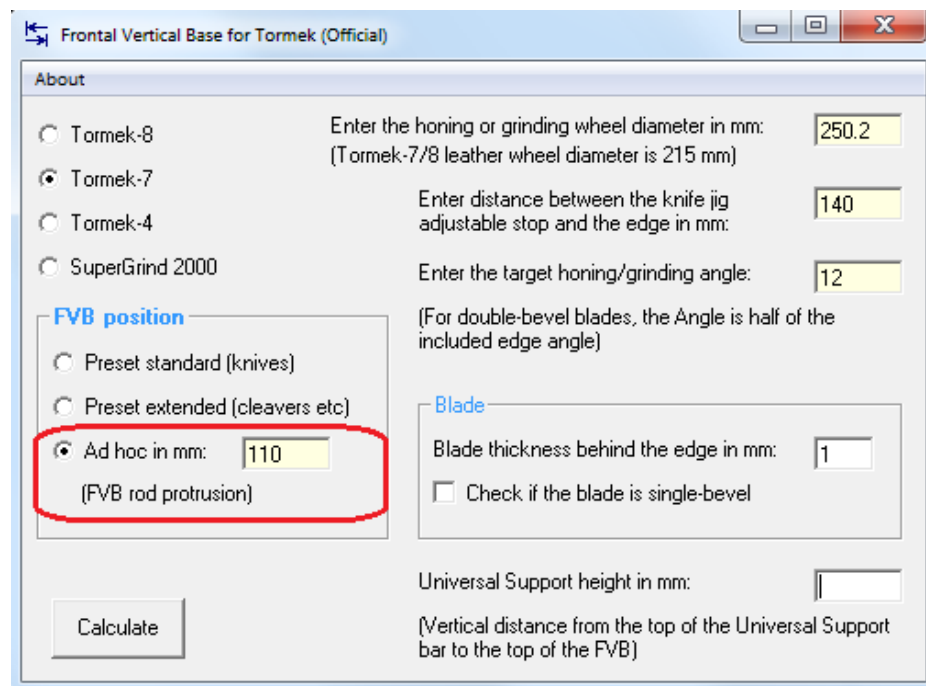 Frontal Vertical Base for Tormek (Official)
About
Tormek-8
Tormek-7
Tormek-4
SuperGrind 2000
Enter the honing or grinding wheel diameter in mm: 250.2
(Tormek-7/8 leather wheel diameter is 215 mm)
Enter distance between the knife jig
adjustable stop and the edge in mm: 140
Enter the target honing/grinding angle: 12
(For double-bevel blades, the Angle is half of the
included edge angle)
FVB position
Preset standard (knives)
Preset extended (cleavers etc)
Ad hoc in mm: 110
(FVB rod protrusion)
Blade
Blade thickness behind the edge in mm: 1
Check if the blade is single-bevel
Universal Support height in mm:
(Vertical distance from the top of the Universal Support
bar to the top of the FVB)
Calculate